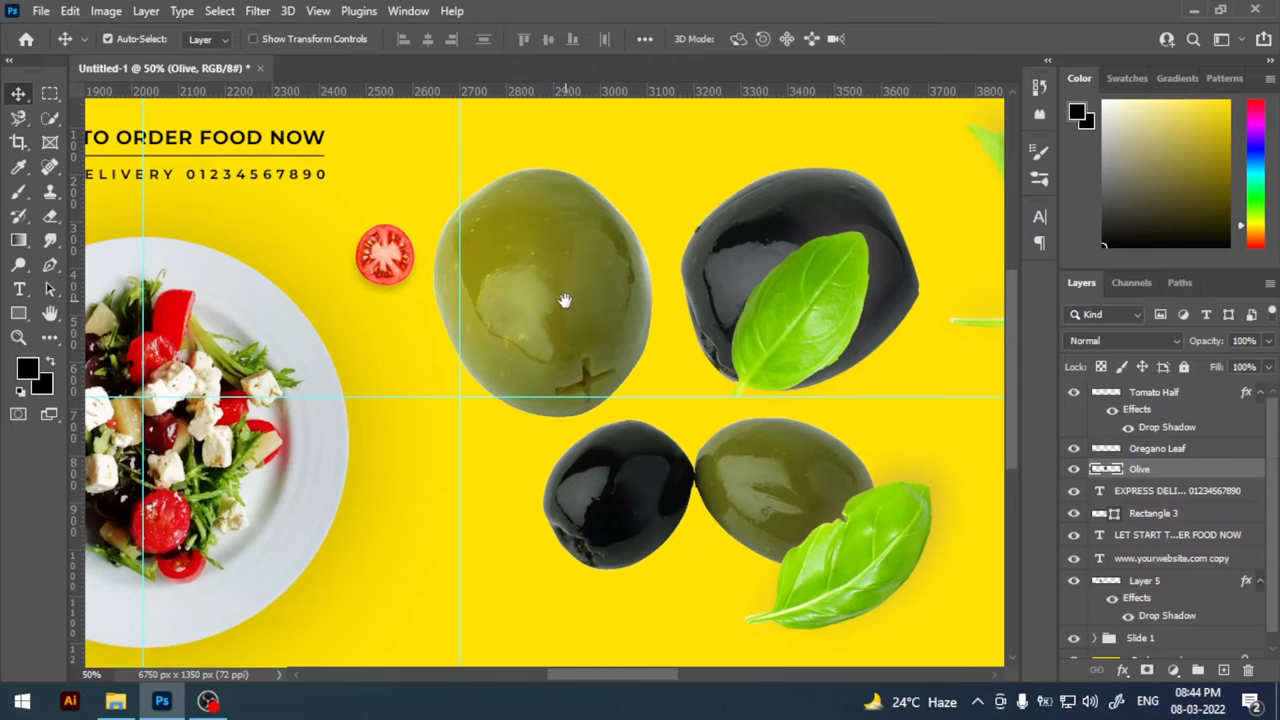 Ps File Edit Image Layer Type Select Filter 3D View Plugins Window Help
Auto-Select: Layer Show Transform Controls 3D Mode:
Untitled-1 @ 50% (Olive, RGB/8#) * ×
1900 2000 2100 2200 2300 2400 2500 2600 2700 2800 2900 3000 3100 3200 3300 3400 3500 3600 3700 3800
TO ORDER FOOD NOW
ELIVERY 01234567890
Color Swatches Gradients Patterns
Layers Channels Paths
Kind
Normal Opacity: 100%
Lock: Fill: 100%
Tomato Half fx
Effects
Drop Shadow
Oregano Leaf
Olive
EXPRESS DELI... 01234567890
Rectangle 3
LET START T...ER FOOD NOW
www.yourwebsite.com copy
Layer 5 fx
Effects
Drop Shadow
Slide 1
50% 6750 px x 1350 px (72 ppi)
Ai Ps 24°C Haze ENG 08:44 PM
08-03-2022 2